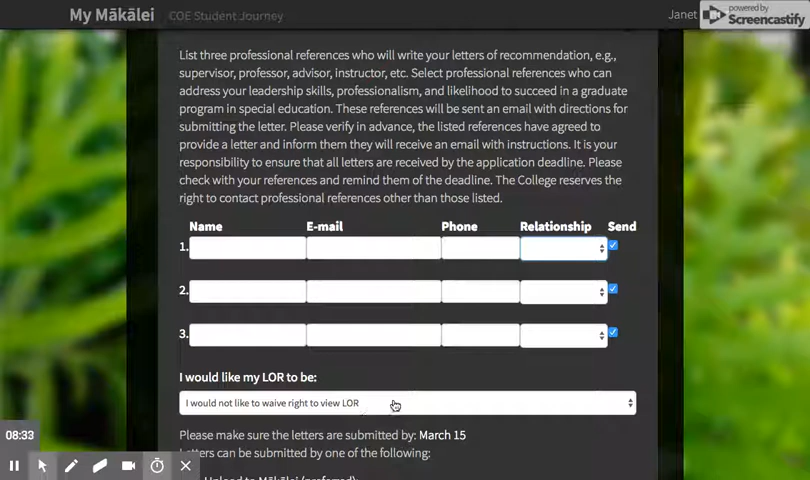 My Mākālei COE Student Journey Janet
powered by
Screencastify
List three professional references who will write your letters of recommendation, e.g.,
supervisor, professor, advisor, instructor, etc. Select professional references who can
address your leadership skills, professionalism, and likelihood to succeed in a graduate
program in special education. These references will be sent an email with directions for
submitting the letter. Please verify in advance, the listed references have agreed to
provide a letter and inform them they will receive an email with instructions. It is your
responsibility to ensure that all letters are received by the application deadline. Please
check with your references and remind them of the deadline. The College reserves the
right to contact professional references other than those listed.
Name E-mail Phone Relationship Send
1.
2.
3.
I would like my LOR to be:
I would not like to waive right to view LOR
Please make sure the letters are submitted by: March 15
Letters can be submitted by one of the following:
Upload to Mākālei (preferred):
08:33